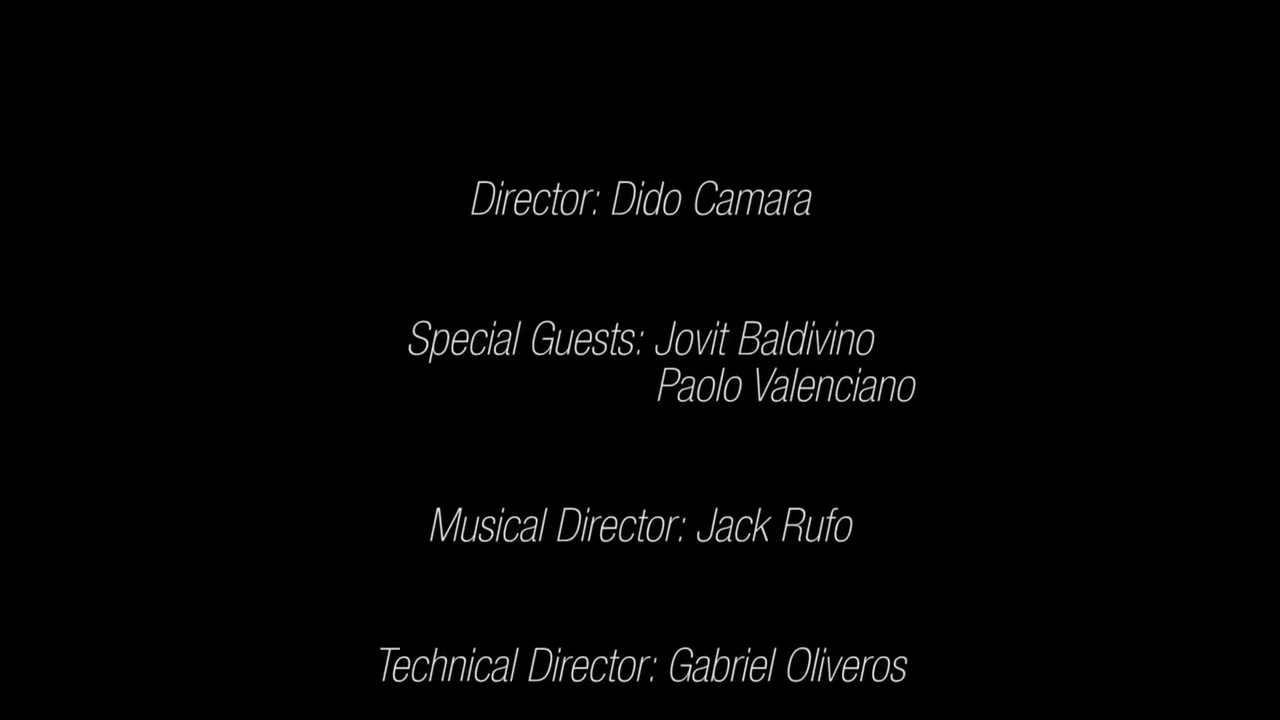 Director: Dido Camara
Special Guests: Jovit Baldivino
Paolo Valenciano
Musical Director: Jack Rufo
Technical Director: Gabriel Oliveros